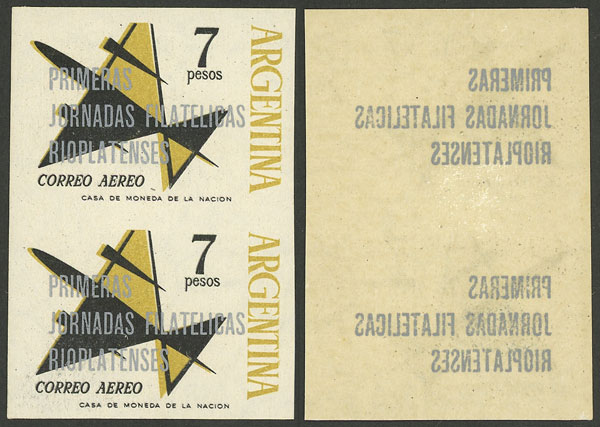 7
pesos
ARGENTINA
PRIMERAS
JORNADAS FILATELICAS
RIOPLATENSES
CORREO AEREO
CASA DE MONEDA DE LA NACION
7
pesos
ARGENTINA
PRIMERAS
JORNADAS FILATELICAS
RIOPLATENSES
CORREO AEREO
CASA DE MONEDA DE LA NACION
PRIMERAS
JORNADAS FILATELICAS
RIOPLATENSES
PRIMERAS
JORNADAS FILATELICAS
RIOPLATENSES